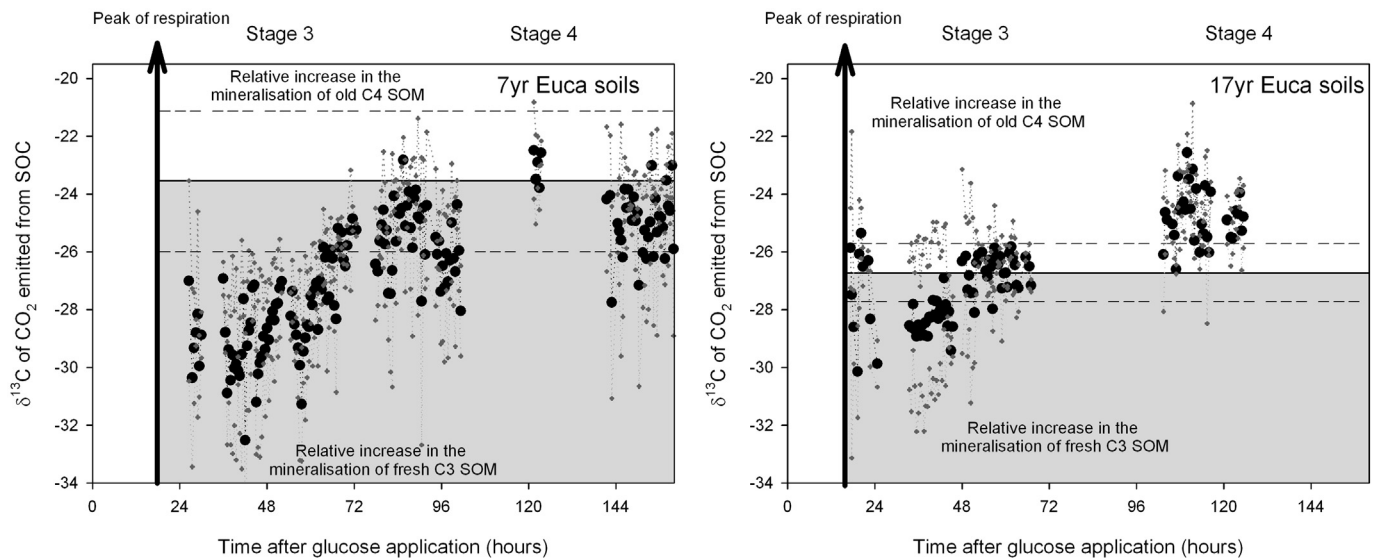 Peak of respiration
Stage 3
Stage 4
-20
-22
-24
-26
-28
-30
-32
-34
δ13C of CO2 emitted from SOC
Relative increase in the
mineralisation of old C4 SOM
7yr Euca soils
Relative increase in the
mineralisation of fresh C3 SOM
0
24
48
72
96
120
144
Time after glucose application (hours)
Peak of respiration
Stage 3
Stage 4
-20
-22
-24
-26
-28
-30
-32
-34
δ13C of CO2 emitted from SOC
Relative increase in the
mineralisation of old C4 SOM
17yr Euca soils
Relative increase in the
mineralisation of fresh C3 SOM
0
24
48
72
96
120
144
Time after glucose application (hours)